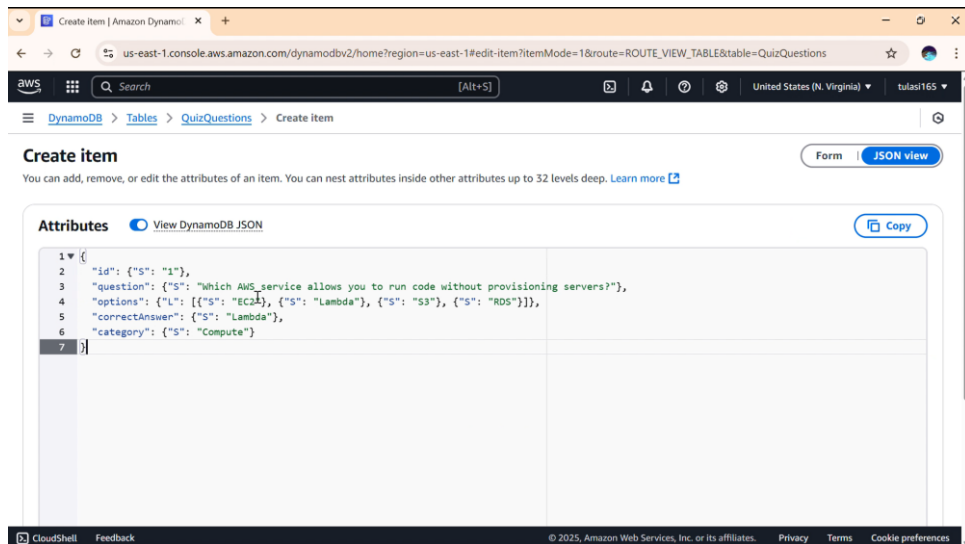 Create item | Amazon Dynamo
us-east-1.console.aws.amazon.com/dynamodbv2/home?region=us-east-1#edit-item?itemMode=1&route=ROUTE_VIEW_TABLE&table=QuizQuestions
aws Search [Alt+S] United States (N. Virginia) tulasi165
DynamoDB > Tables > QuizQuestions > Create item
Create item
Form JSON view
You can add, remove, or edit the attributes of an item. You can nest attributes inside other attributes up to 32 levels deep. Learn more
Attributes View DynamoDB JSON Copy
1 {
2 "id": {"S": "1"},
3 "question": {"S": "Which AWS service allows you to run code without provisioning servers?"},
4 "options": {"L": [{"S": "EC2"}, {"S": "Lambda"}, {"S": "S3"}, {"S": "RDS"}]},
5 "correctAnswer": {"S": "Lambda"},
6 "category": {"S": "Compute"}
7 }
CloudShell Feedback © 2025, Amazon Web Services, Inc. or its affiliates. Privacy Terms Cookie preferences